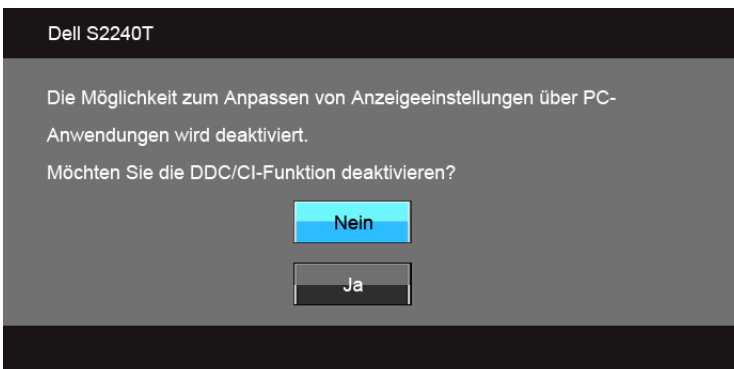 Dell S2240T
Die Möglichkeit zum Anpassen von Anzeigeeinstellungen über PC-
Anwendungen wird deaktiviert.
Möchten Sie die DDC/CI-Funktion deaktivieren?
Nein
Ja